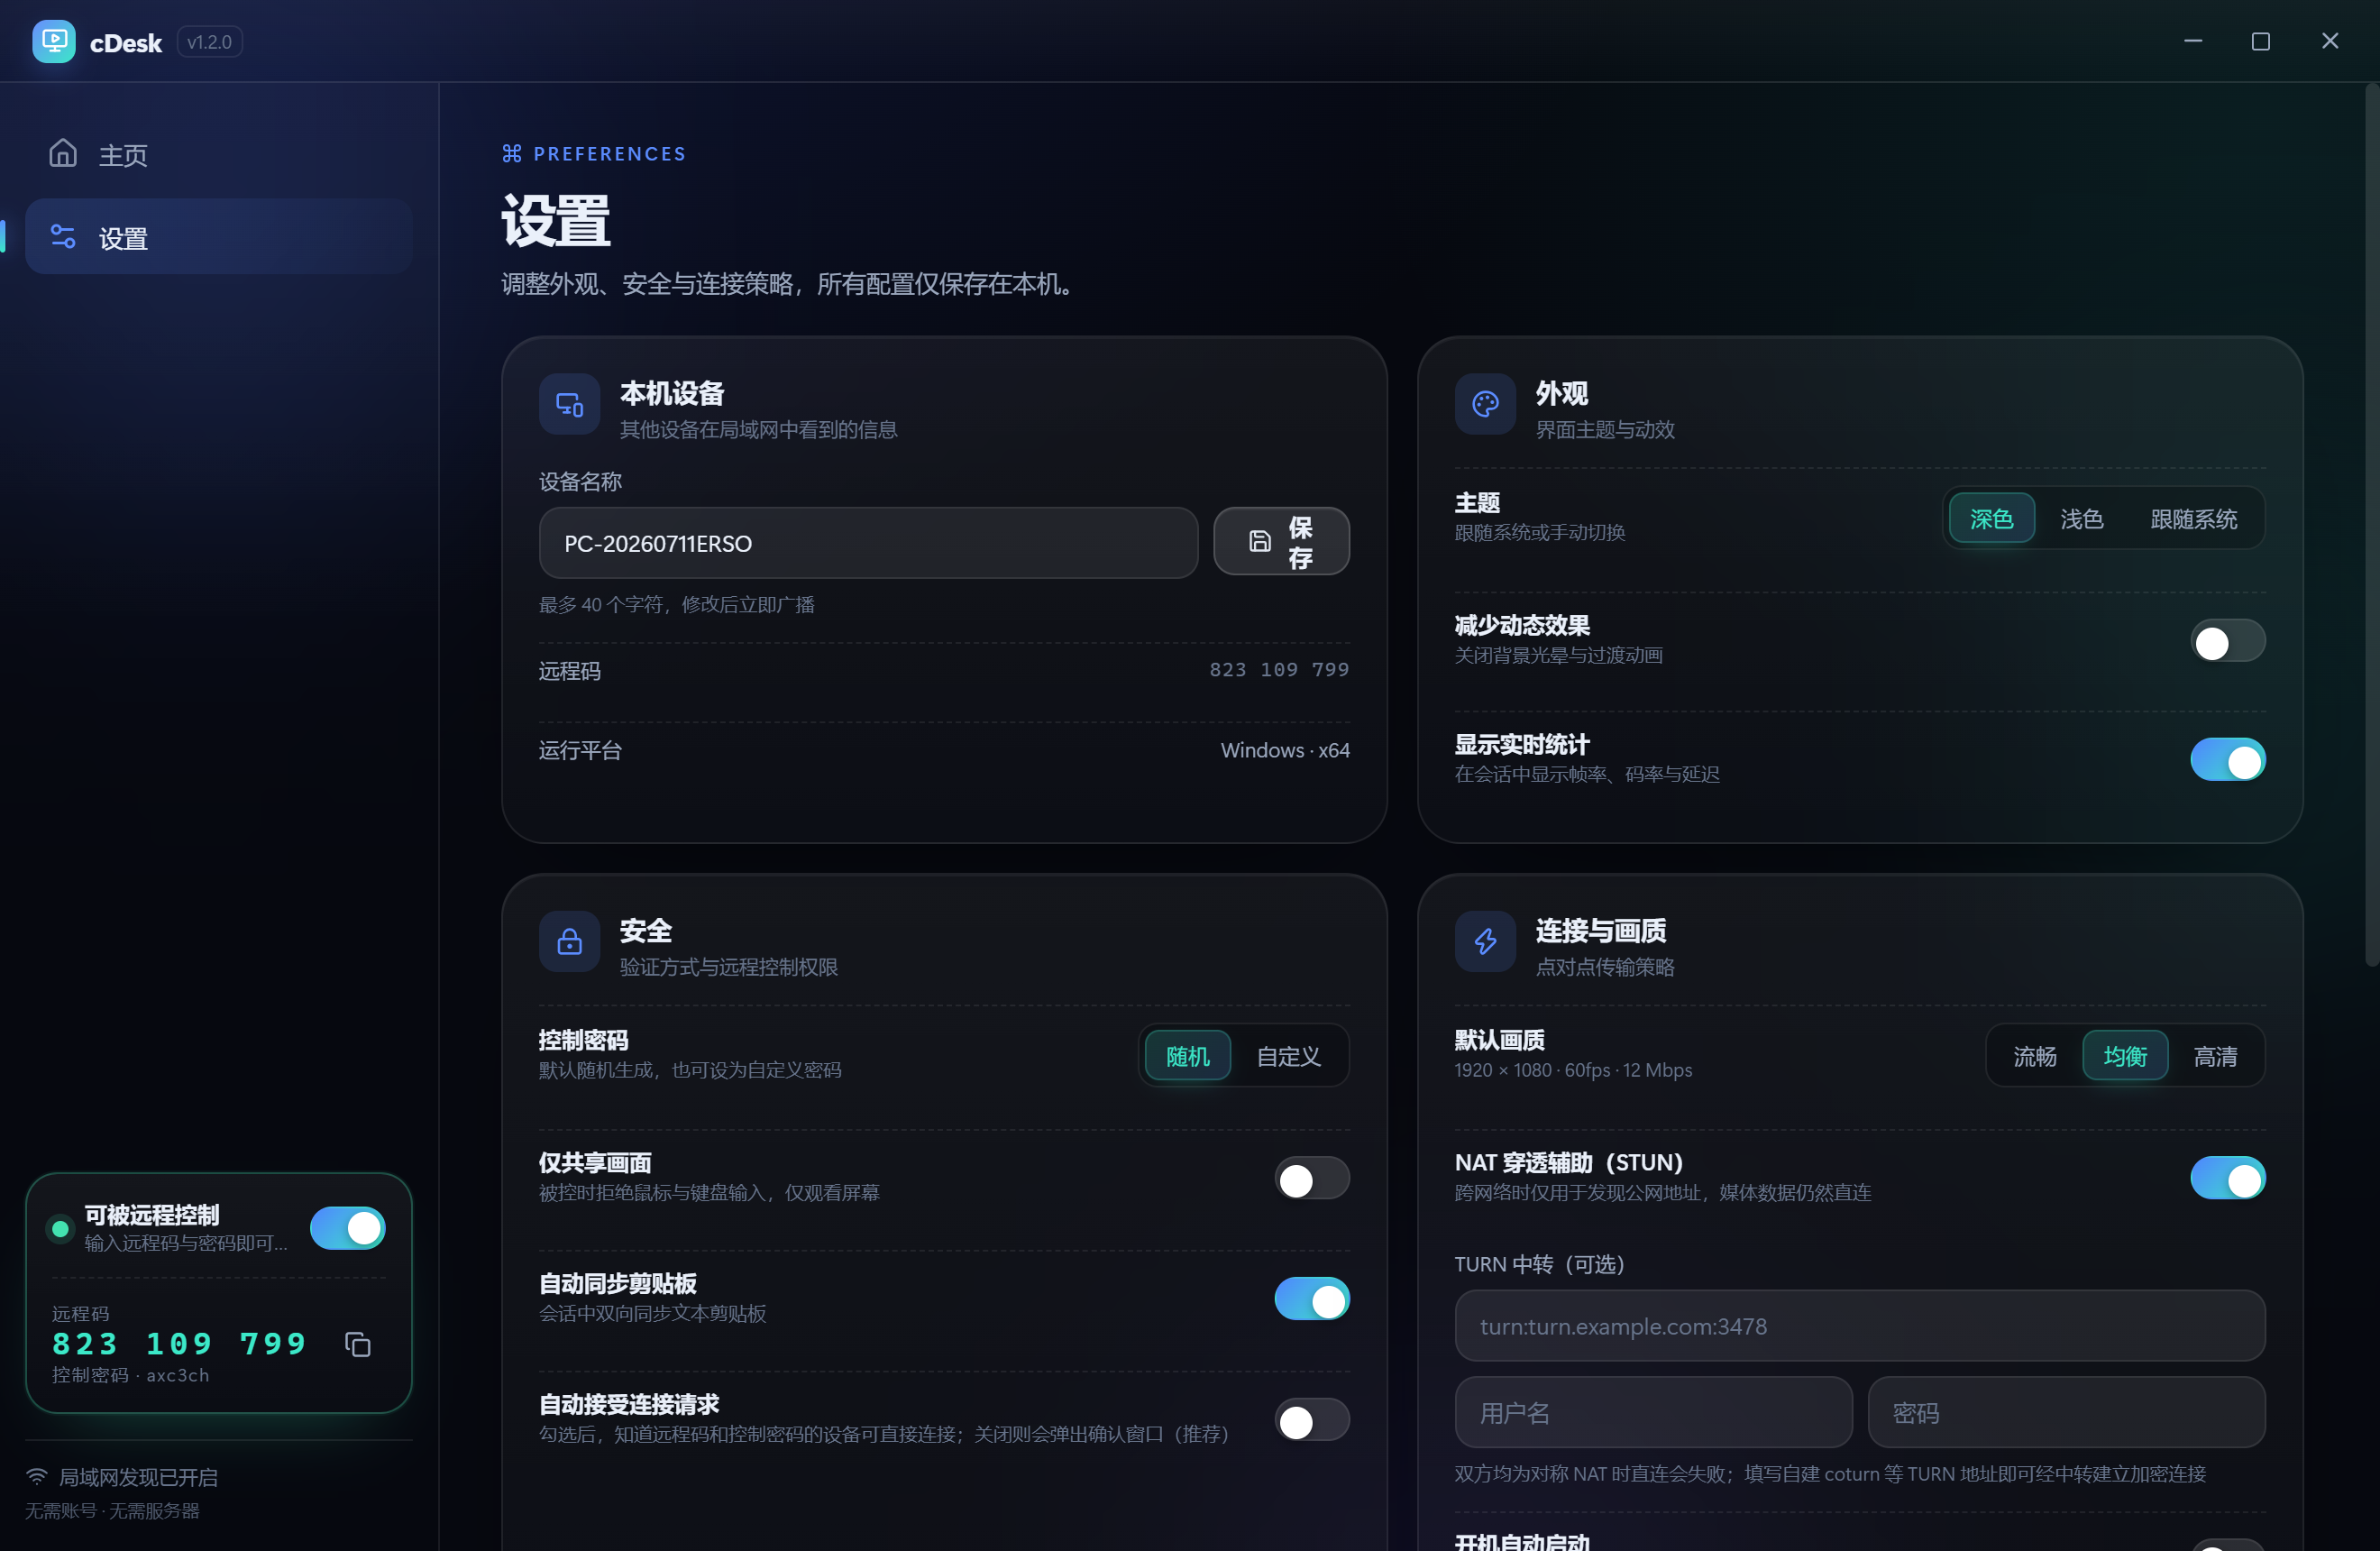 cDesk v1.2.0
主页
设置
可被远程控制
输入远程码与密码即可...
远程码
823 109 799
控制密码 · axc3ch
局域网发现已开启
无需账号 · 无需服务器
PREFERENCES
设置
调整外观、安全与连接策略，所有配置仅保存在本机。
本机设备
其他设备在局域网中看到的信息
设备名称
PC-20260711ERSO
保
存
最多 40 个字符，修改后立即广播
远程码 823 109 799
运行平台 Windows · x64
外观
界面主题与动效
主题
跟随系统或手动切换
深色 浅色 跟随系统
减少动态效果
关闭背景光晕与过渡动画
显示实时统计
在会话中显示帧率、码率与延迟
安全
验证方式与远程控制权限
控制密码
默认随机生成，也可设为自定义密码
随机 自定义
仅共享画面
被控时拒绝鼠标与键盘输入，仅观看屏幕
自动同步剪贴板
会话中双向同步文本剪贴板
自动接受连接请求
勾选后，知道远程码和控制密码的设备可直接连接；关闭则会弹出确认窗口（推荐）
连接与画质
点对点传输策略
默认画质
1920 × 1080 · 60fps · 12 Mbps
流畅 均衡 高清
NAT 穿透辅助（STUN）
跨网络时仅用于发现公网地址，媒体数据仍然直连
TURN 中转（可选）
turn:turn.example.com:3478
用户名 密码
双方均为对称 NAT 时直连会失败；填写自建 coturn 等 TURN 地址即可经中转建立加密连接
开机自动启动